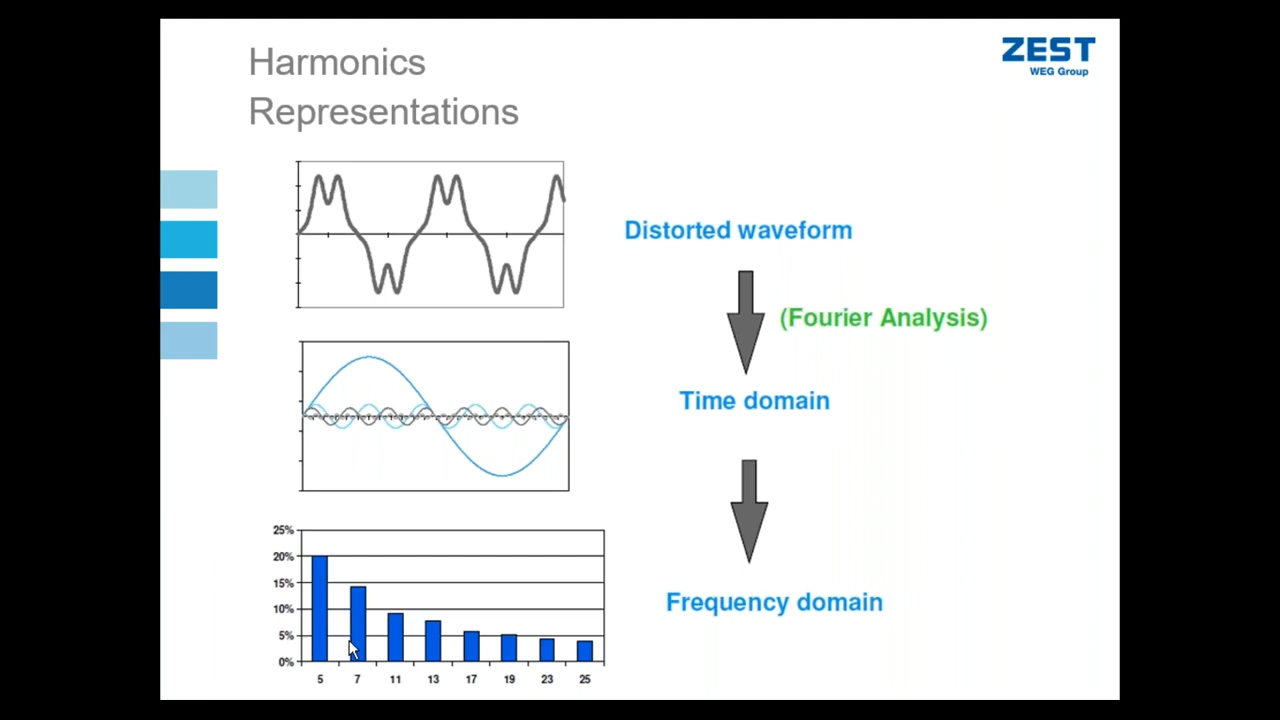 Harmonics
Representations
ZEST
WEG Group
Distorted waveform
(Fourier Analysis)
Time domain
Frequency domain
25%
20%
15%
10%
5%
0%
5 7 11 13 17 19 23 25